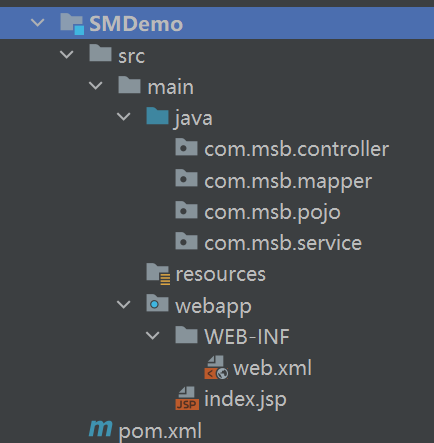 SMDemo
src
main
java
com.msb.controller
com.msb.mapper
com.msb.pojo
com.msb.service
resources
webapp
WEB-INF
web.xml
JSP index.jsp
m pom.xml